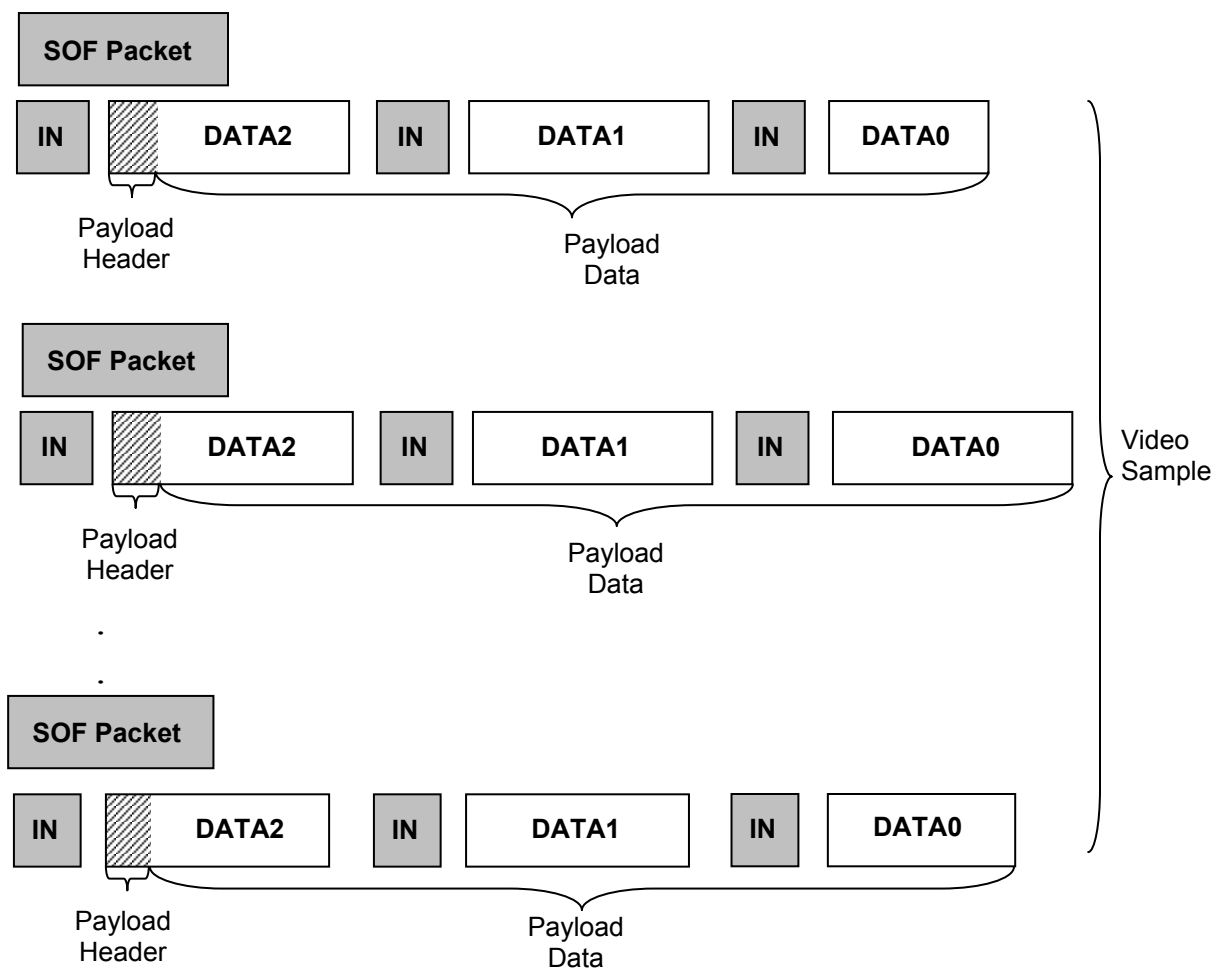 SOF Packet
IN DATA2 IN DATA1 IN DATA0
Payload
Header
Payload
Data
SOF Packet
IN DATA2 IN DATA1 IN DATA0
Payload
Header
Payload
Data
Video
Sample
.
.
SOF Packet
IN DATA2 IN DATA1 IN DATA0
Payload
Header
Payload
Data